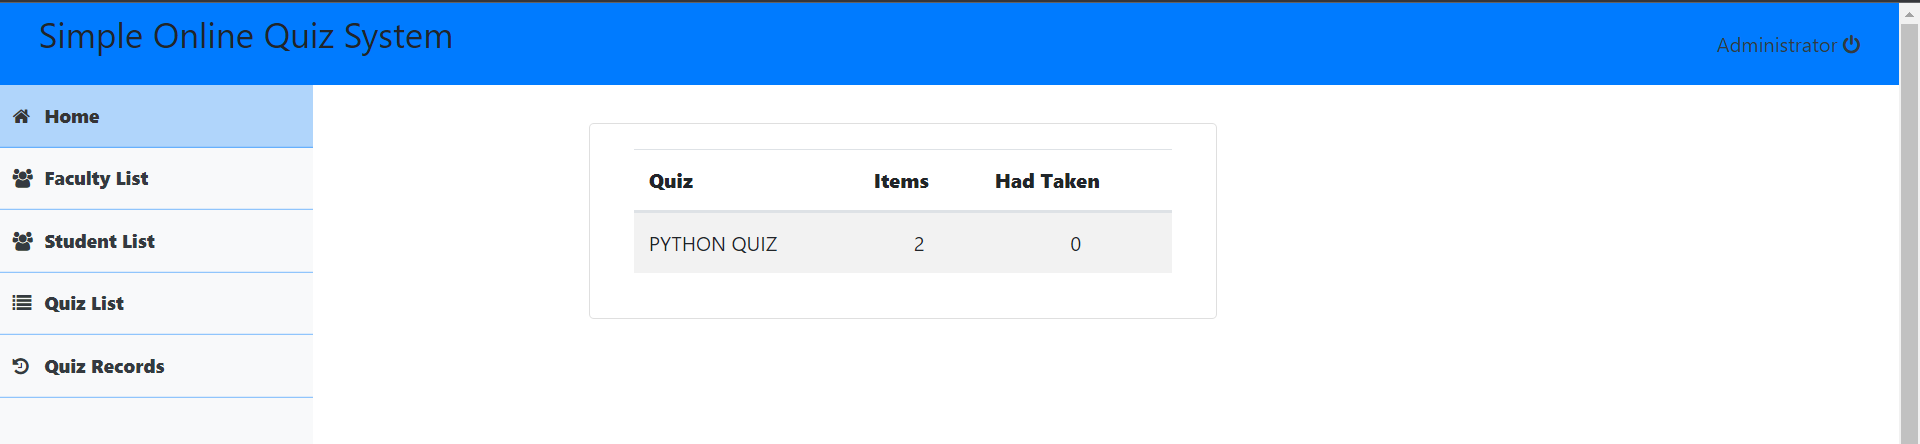 Simple Online Quiz System
Administrator
Home
Faculty List
Student List
Quiz List
Quiz Records
Quiz Items Had Taken
PYTHON QUIZ 2 0